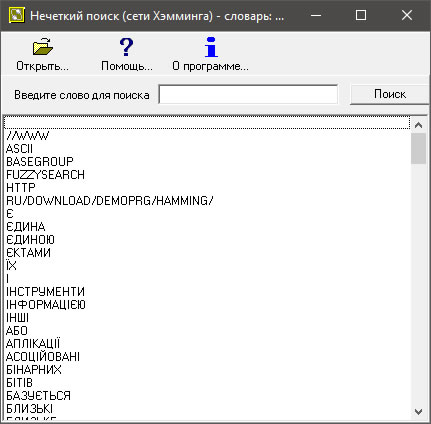 Нечеткий поиск (сети Хэмминга) - словарь: ...
Открыть... Помощь... О программе...
Введите слово для поиска Поиск
//WWW
ASCII
BASEGROUP
FUZZYSEARCH
HTTP
RU/DOWNLOAD/DEMOPRG/HAMMING/
Є
ЄДИНА
ЄДИНОЮ
ЄКТАМИ
ЇХ
І
ІНСТРУМЕНТИ
ІНФОРМАЦІЄЮ
ІНШІ
АБО
АПЛІКАЦІЇ
АСОЦІЙОВАНІ
БІНАРНИХ
БІТІВ
БАЗУЄТЬСЯ
БЛИЗЬКІ